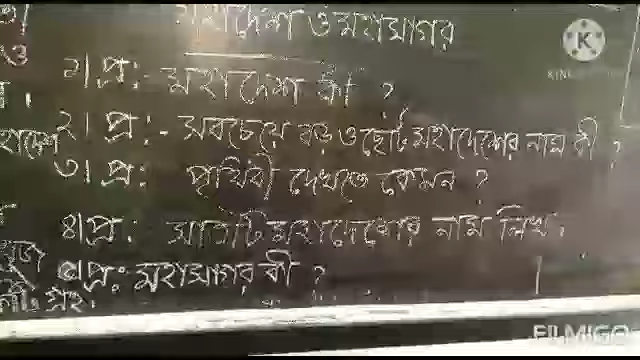 মহাদেশ ও মহাসাগর
১। প্র:- মহাদেশ কী ?
২। প্র:- সবচেয়ে বড় ও ছোট মহাদেশের নাম কী ?
৩। প্র: পৃথিবী দেখতে কেমন ?
৪। প্র: সাতটি মহাদেশের নাম লিখ।
৫। প্র: মহাসাগর কী ?
গ্রহ।
FILMIGO